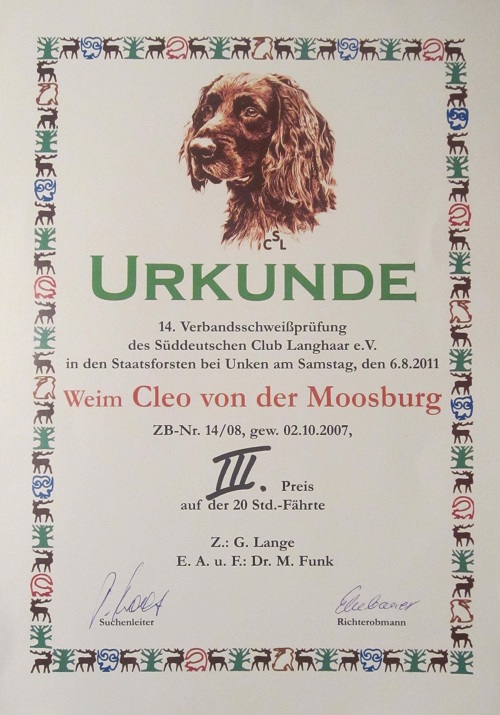 CSL
URKUNDE
14. Verbandsschweißprüfung
des Süddeutschen Club Langhaar e.V.
in den Staatsforsten bei Unken am Samstag, den 6.8.2011
Weim Cleo von der Moosburg
ZB-Nr. 14/08, gew. 02.10.2007,
III. Preis
auf der 20 Std.-Fährte
Z.: G. Lange
E. A. u. F.: Dr. M. Funk
Suchenleiter
Richterobmann